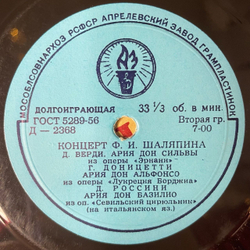 МОСОБЛСОВНАРХОЗ РСФСР АПРЕЛЕВСКИЙ ЗАВОД ГРАМПЛАСТИНОК
ДОЛГОИГРАЮЩАЯ 33 1/3 об. в мин.
ГОСТ 5289-56 Вторая гр.
Д — 2368 7-00
КОНЦЕРТ Ф. И. ШАЛЯПИНА
Д. ВЕРДИ. АРИЯ ДОН СИЛЬВЫ
из оперы «Эрнани»
Г. ДОНИЦЕТТИ
АРИЯ ДОН АЛЬФОНСО
из оперы «Лукреция Борджиа»
Д. РОССИНИ
АРИЯ ДОН БАЗИЛИО
из оп. «Севильский цирюльник»
(на итальянском яз.)